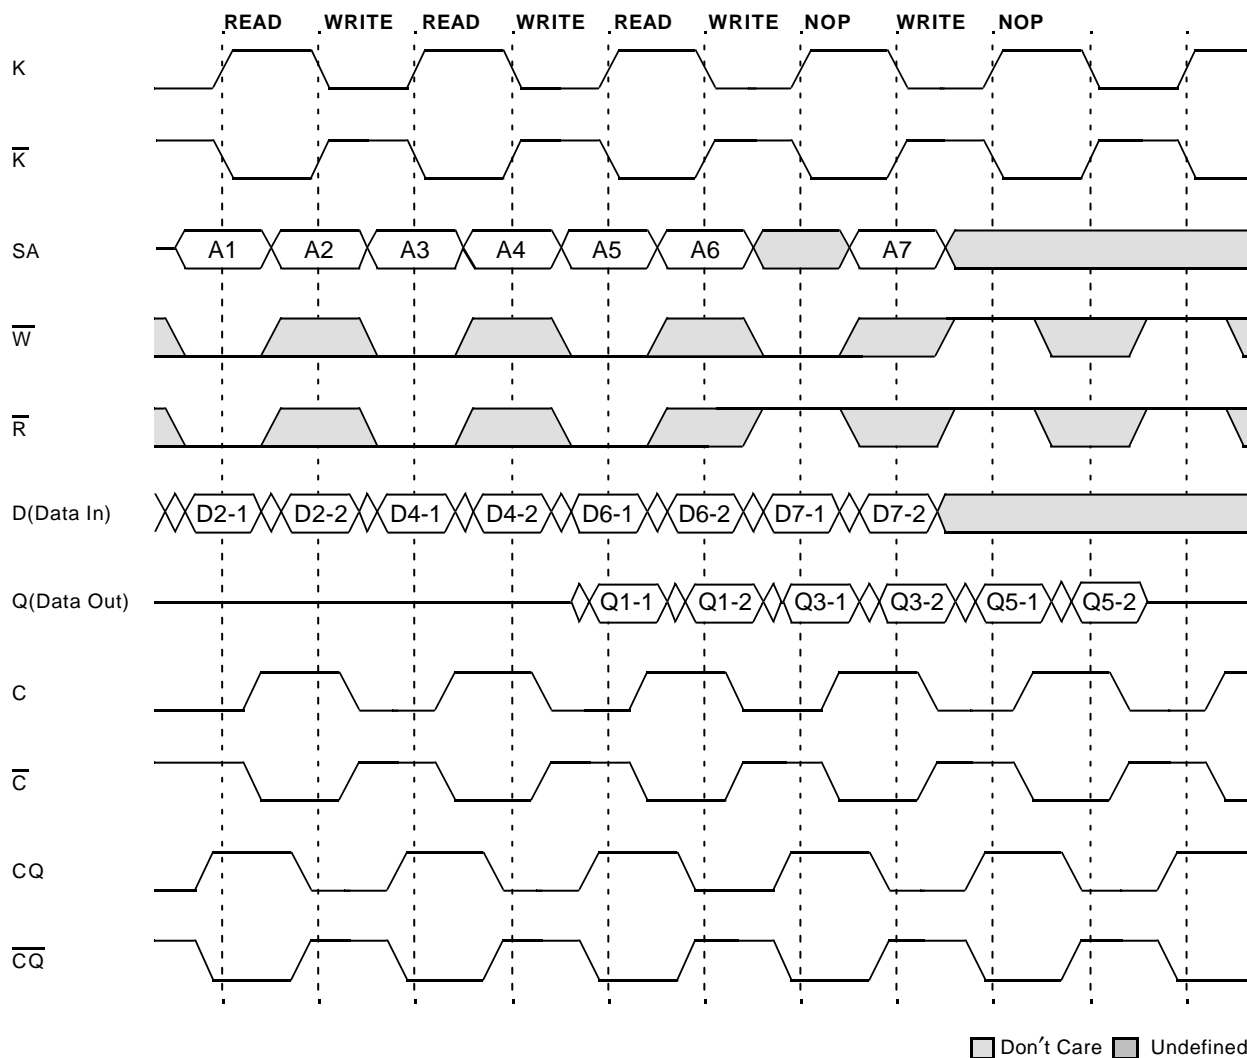 READ WRITE READ WRITE READ WRITE NOP WRITE NOP
K
K̅
SA A1 A2 A3 A4 A5 A6 A7
W̅
R̅
D(Data In) D2-1 D2-2 D4-1 D4-2 D6-1 D6-2 D7-1 D7-2
Q(Data Out) Q1-1 Q1-2 Q3-1 Q3-2 Q5-1 Q5-2
C
C̅
CQ
C̅Q̅
Don′t Care Undefined